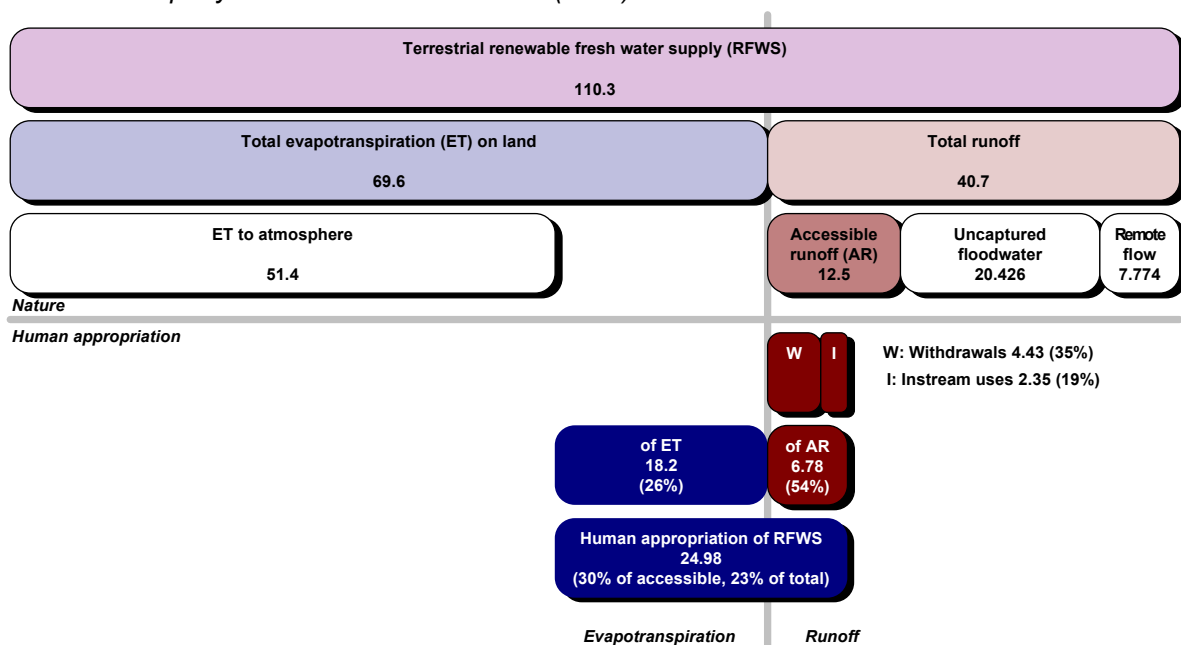 Terrestrial renewable fresh water supply (RFWS)
110.3
Total evapotranspiration (ET) on land
69.6
Total runoff
40.7
ET to atmosphere
51.4
Accessible
runoff (AR)
12.5
Uncaptured
floodwater
20.426
Remote
flow
7.774
Nature
Human appropriation
W
I
W: Withdrawals 4.43 (35%)
I: Instream uses 2.35 (19%)
of ET
18.2
(26%)
of AR
6.78
(54%)
Human appropriation of RFWS
24.98
(30% of accessible, 23% of total)
Evapotranspiration
Runoff